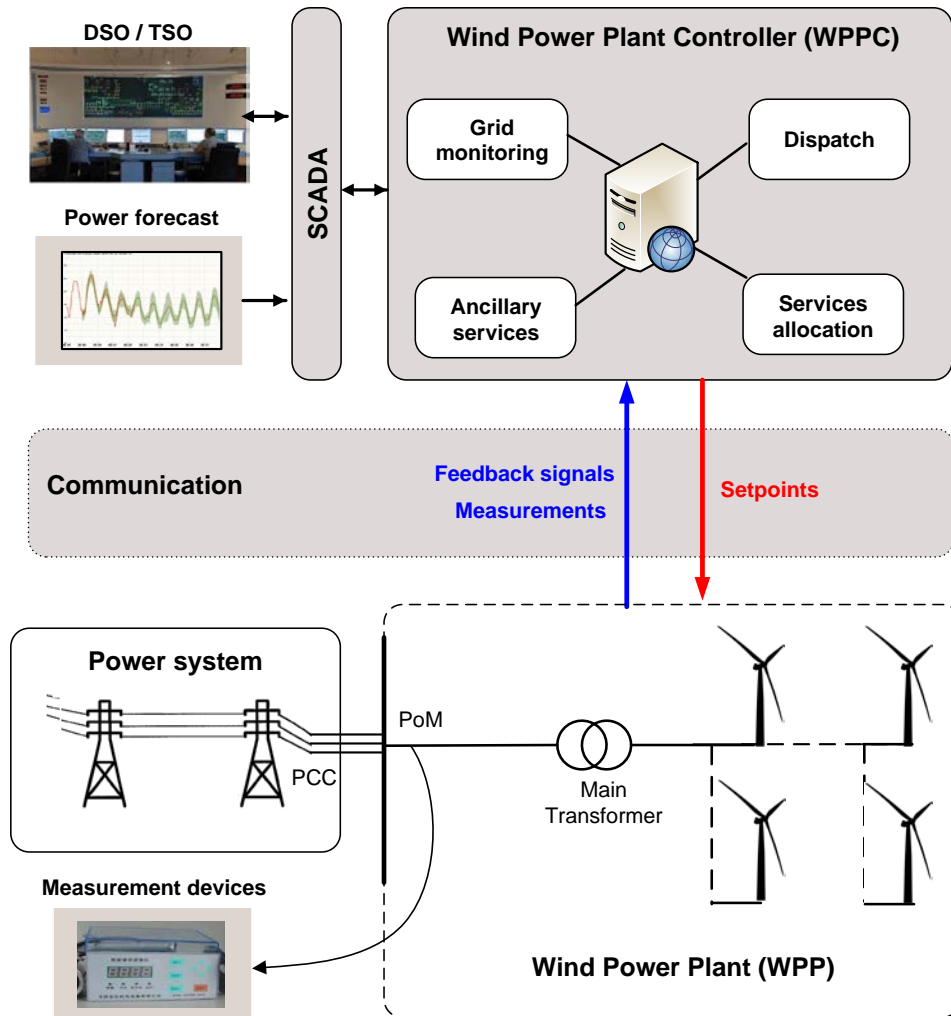 DSO / TSO
Wind Power Plant Controller (WPPC)
Grid
monitoring
Dispatch
SCADA
Power forecast
Ancillary
services
Services
allocation
Communication
Feedback signals
Measurements
Setpoints
Power system
PoM
PCC
Main
Transformer
Measurement devices
Wind Power Plant (WPP)